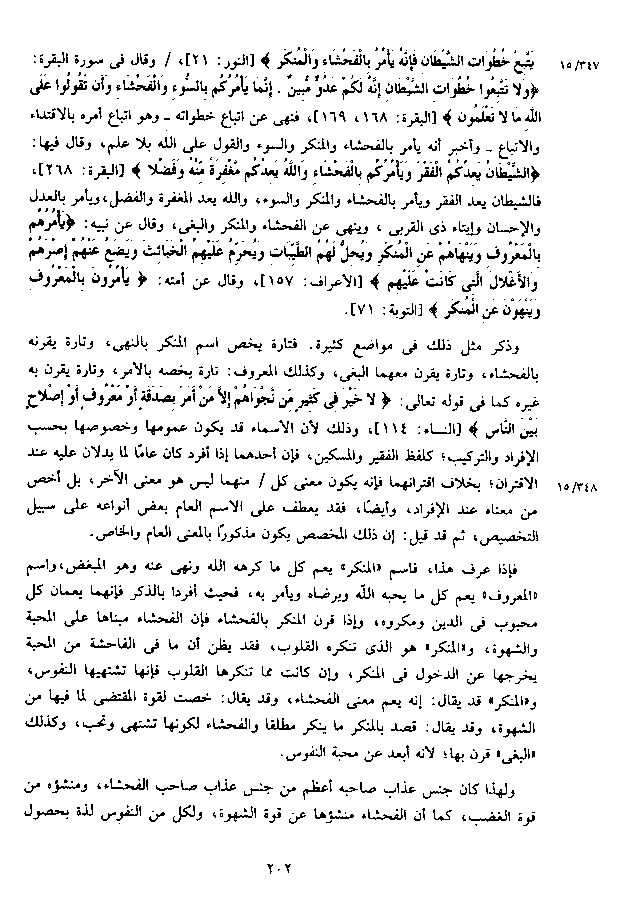 يَتَّبِعْ خُطُوَاتِ الشَّيْطَانِ فَإِنَّهُ يَأْمُرُ بِالْفَحْشَاءِ وَالْمُنكَرِ ﴾ [النور: ٢١]، / وقال فى سورة البقرة: ١٥/٣٤٧
﴿وَلا تَتَّبِعُوا خُطُوَاتِ الشَّيْطَانِ إِنَّهُ لَكُمْ عَدُوٌّ مُّبِينٌ . إِنَّمَا يَأْمُرُكُم بِالسُّوءِ وَالْفَحْشَاءِ وَأَن تَقُولُوا عَلَى
اللَّهِ مَا لا تَعْلَمُونَ ﴾ [البقرة: ١٦٨، ١٦٩]، فنهى عن اتباع خطواته ـ وهو اتباع أمره بالاقتداء
والاتباع ـ وأخبر أنه يأمر بالفحشاء والمنكر والسوء والقول على الله بلا علم، وقال فيها:
﴿الشَّيْطَانُ يَعِدُكُمُ الْفَقْرَ وَيَأْمُرُكُم بِالْفَحْشَاءِ وَاللَّهُ يَعِدُكُم مَّغْفِرَةً مِّنْهُ وَفَضْلا ﴾ [البقرة: ٢٦٨]،
فالشيطان يعد الفقر ويأمر بالفحشاء والمنكر والسوء، والله يعد المغفرة والفضل،ويأمر بالعدل
والإحسان وإيتاء ذى القربى ، وينهى عن الفحشاء والمنكر والبغى، وقال عن نبيه: ﴿يَأْمُرُهُم
بِالْمَعْرُوفِ وَيَنْهَاهُمْ عَنِ الْمُنكَرِ وَيُحِلُّ لَهُمُ الطَّيِّبَاتِ وَيُحَرِّمُ عَلَيْهِمُ الْخَبَائِثَ وَيَضَعُ عَنْهُمْ إِصْرَهُمْ
وَالأَغْلالَ الَّتِي كَانَتْ عَلَيْهِمْ ﴾ [الأعراف: ١٥٧]، وقال عن أمته: ﴿ يَأْمُرُونَ بِالْمَعْرُوفِ
وَيَنْهَوْنَ عَنِ الْمُنكَرِ ﴾ [التوبة: ٧١].
وذكر مثل ذلك فى مواضع كثيرة. فتارة يخص اسم المنكر بالنهى، وتارة يقرنه
بالفحشاء، وتارة يقرن معهما البغى، وكذلك المعروف: تارة يخصه بالأمر، وتارة يقرن به
غيره كما فى قوله تعالى: ﴿ لا خَيْرَ فِي كَثِيرٍ مِّن نَّجْوَاهُمْ إِلاَّ مَنْ أَمَرَ بِصَدَقَةٍ أَوْ مَعْرُوفٍ أَوْ إِصْلاحٍ
بَيْنَ النَّاسِ ﴾ [النساء: ١١٤]، وذلك لأن الأسماء قد يكون عمومها وخصوصها بحسب
الإفراد والتركيب؛ كلفظ الفقير والمسكين، فإن أحدهما إذا أفرد كان عامًا لما يدلان عليه عند
الاقتران؛ بخلاف اقترانهما فإنه يكون معنى كل / منهما ليس هو معنى الآخر، بل أخص ١٥/٣٤٨
من معناه عند الإفراد، وأيضًا، فقد يعطف على الاسم العام بعض أنواعه على سبيل
التخصيص، ثم قد قيل: إن ذلك المخصص يكون مذكورًا بالمعنى العام والخاص.
فإذا عرف هذا، فاسم «المنكر» يعم كل ما كرهه الله ونهى عنه وهو المبغض،واسم
«المعروف» يعم كل ما يحبه الله ويرضاه ويأمر به، فحيث أفردا بالذكر فإنهما يعمان كل
محبوب فى الدين ومكروه، وإذا قرن المنكر بالفحشاء فإن الفحشاء مبناها على المحبة
والشهوة، و«المنكر» هو الذى تنكره القلوب، فقد يظن أن ما فى الفاحشة من المحبة
يخرجها عن الدخول فى المنكر، وإن كانت مما تنكرها القلوب فإنها تشتهيها النفوس،
و«المنكر» قد يقال: إنه يعم معنى الفحشاء، وقد يقال: خصت لقوة المقتضى لما فيها من
الشهوة، وقد يقال: قصد بالمنكر ما ينكر مطلقا والفحشاء لكونها تشتهى وتحب، وكذلك
«البغى» قرن بها؛ لأنه أبعد عن محبة النفوس.
ولهذا كان جنس عذاب صاحبه أعظم من جنس عذاب صاحب الفحشاء، ومنشؤه من
قوة الغضب، كما أن الفحشاء منشؤها عن قوة الشهوة، ولكل من النفوس لذة بحصول
٢٠٢